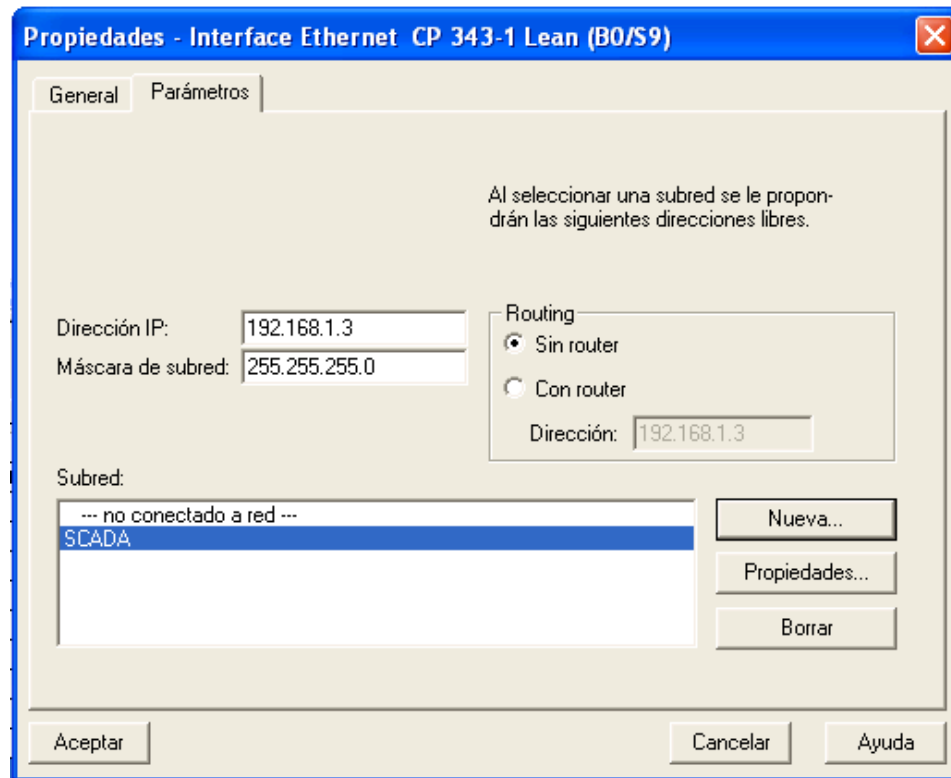 Propiedades - Interface Ethernet CP 343-1 Lean (B0/S9)
General
Parámetros
Al seleccionar una subred se le propon-
drán las siguientes direcciones libres.
Dirección IP: 192.168.1.3
Máscara de subred: 255.255.255.0
Routing
Sin router
Con router
Dirección: 192.168.1.3
Subred:
--- no conectado a red ---
SCADA
Nueva...
Propiedades...
Borrar
Aceptar
Cancelar
Ayuda